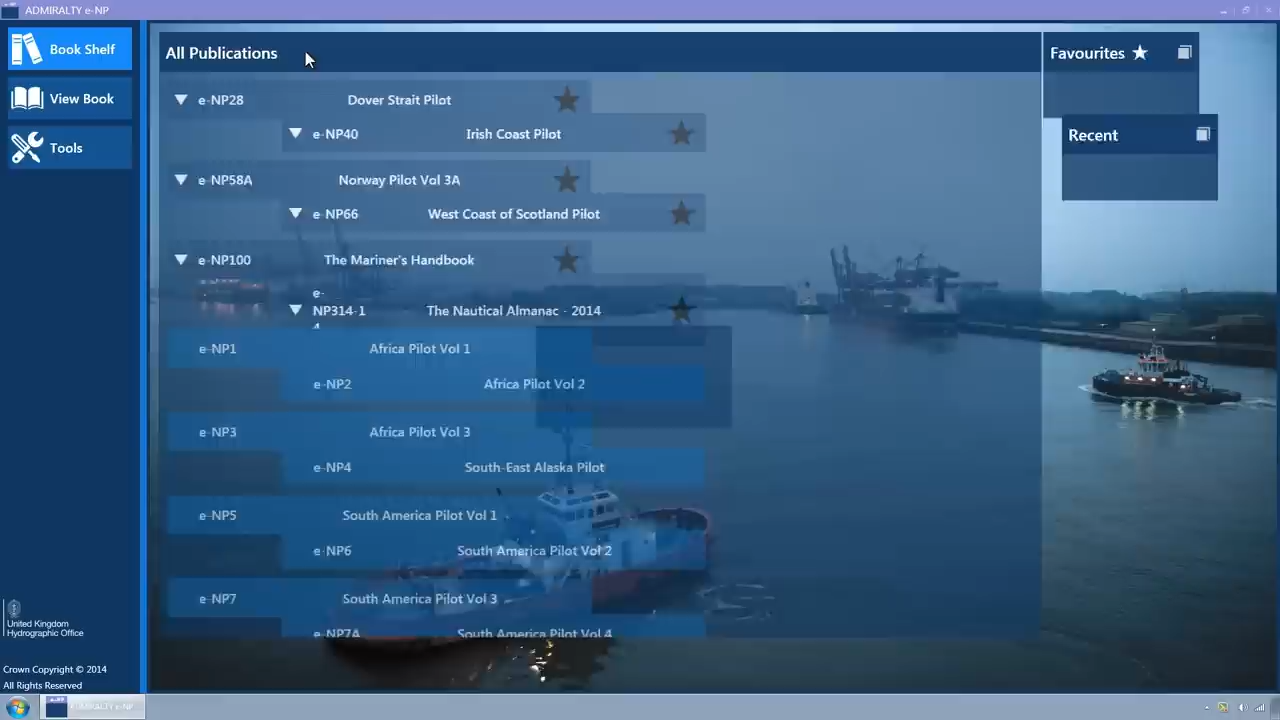 ADMIRALTY e-NP
Book Shelf
View Book
Tools
All Publications
e-NP28 Dover Strait Pilot
e-NP40 Irish Coast Pilot
e-NP58A Norway Pilot Vol 3A
e-NP66 West Coast of Scotland Pilot
e-NP100 The Mariner's Handbook
e-
NP314-1 The Nautical Almanac - 2014
4
e-NP1 Africa Pilot Vol 1
e-NP2 Africa Pilot Vol 2
e-NP3 Africa Pilot Vol 3
e-NP4 South-East Alaska Pilot
e-NP5 South America Pilot Vol 1
e-NP6 South America Pilot Vol 2
e-NP7 South America Pilot Vol 3
e-NP7A South America Pilot Vol 4
Favourites
Recent
United Kingdom
Hydrographic Office
Crown Copyright © 2014
All Rights Reserved
ADMIRALTY e-NP